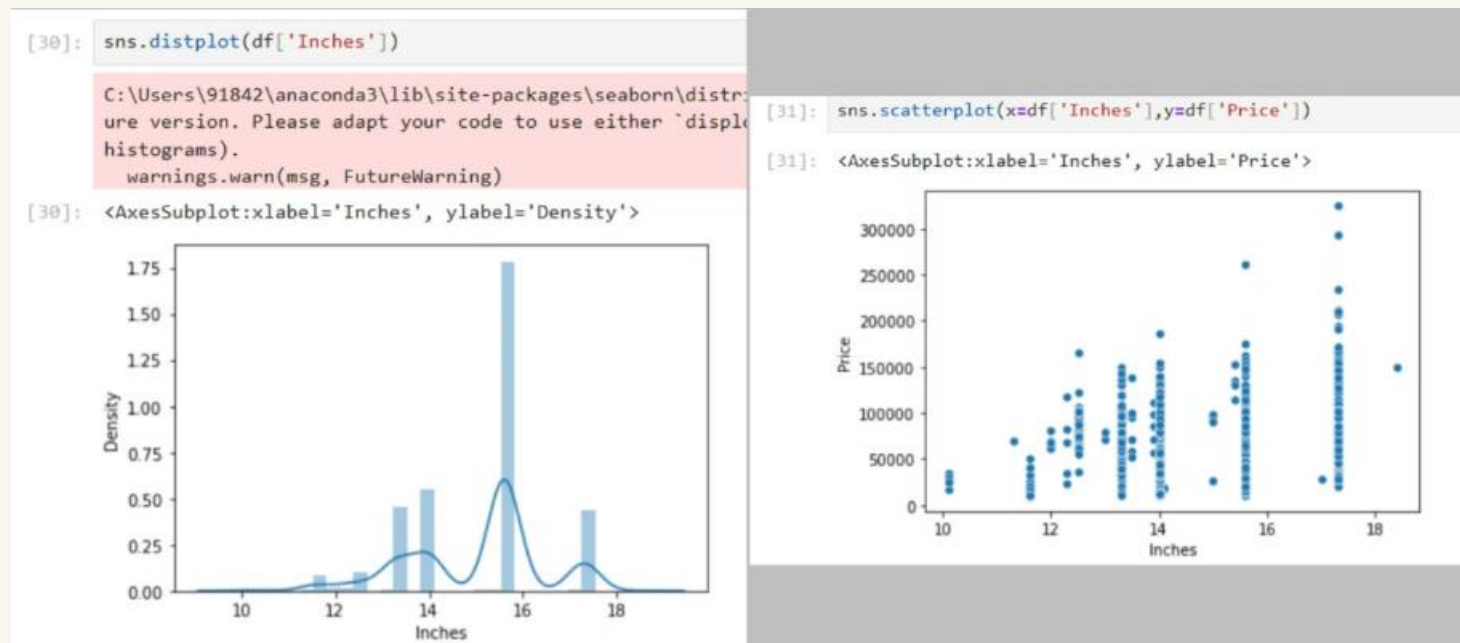 [30]: sns.distplot(df['Inches'])
C:\Users\91842\anaconda3\lib\site-packages\seaborn\distri
ure version. Please adapt your code to use either `displo
histograms).
warnings.warn(msg, FutureWarning)
[30]: <AxesSubplot:xlabel='Inches', ylabel='Density'>
1.75
1.50
1.25
1.00
0.75
0.50
0.25
0.00
Density
10 12 14 16 18
Inches
[31]: sns.scatterplot(x=df['Inches'],y=df['Price'])
[31]: <AxesSubplot:xlabel='Inches', ylabel='Price'>
300000
250000
200000
150000
100000
50000
0
Price
10 12 14 16 18
Inches